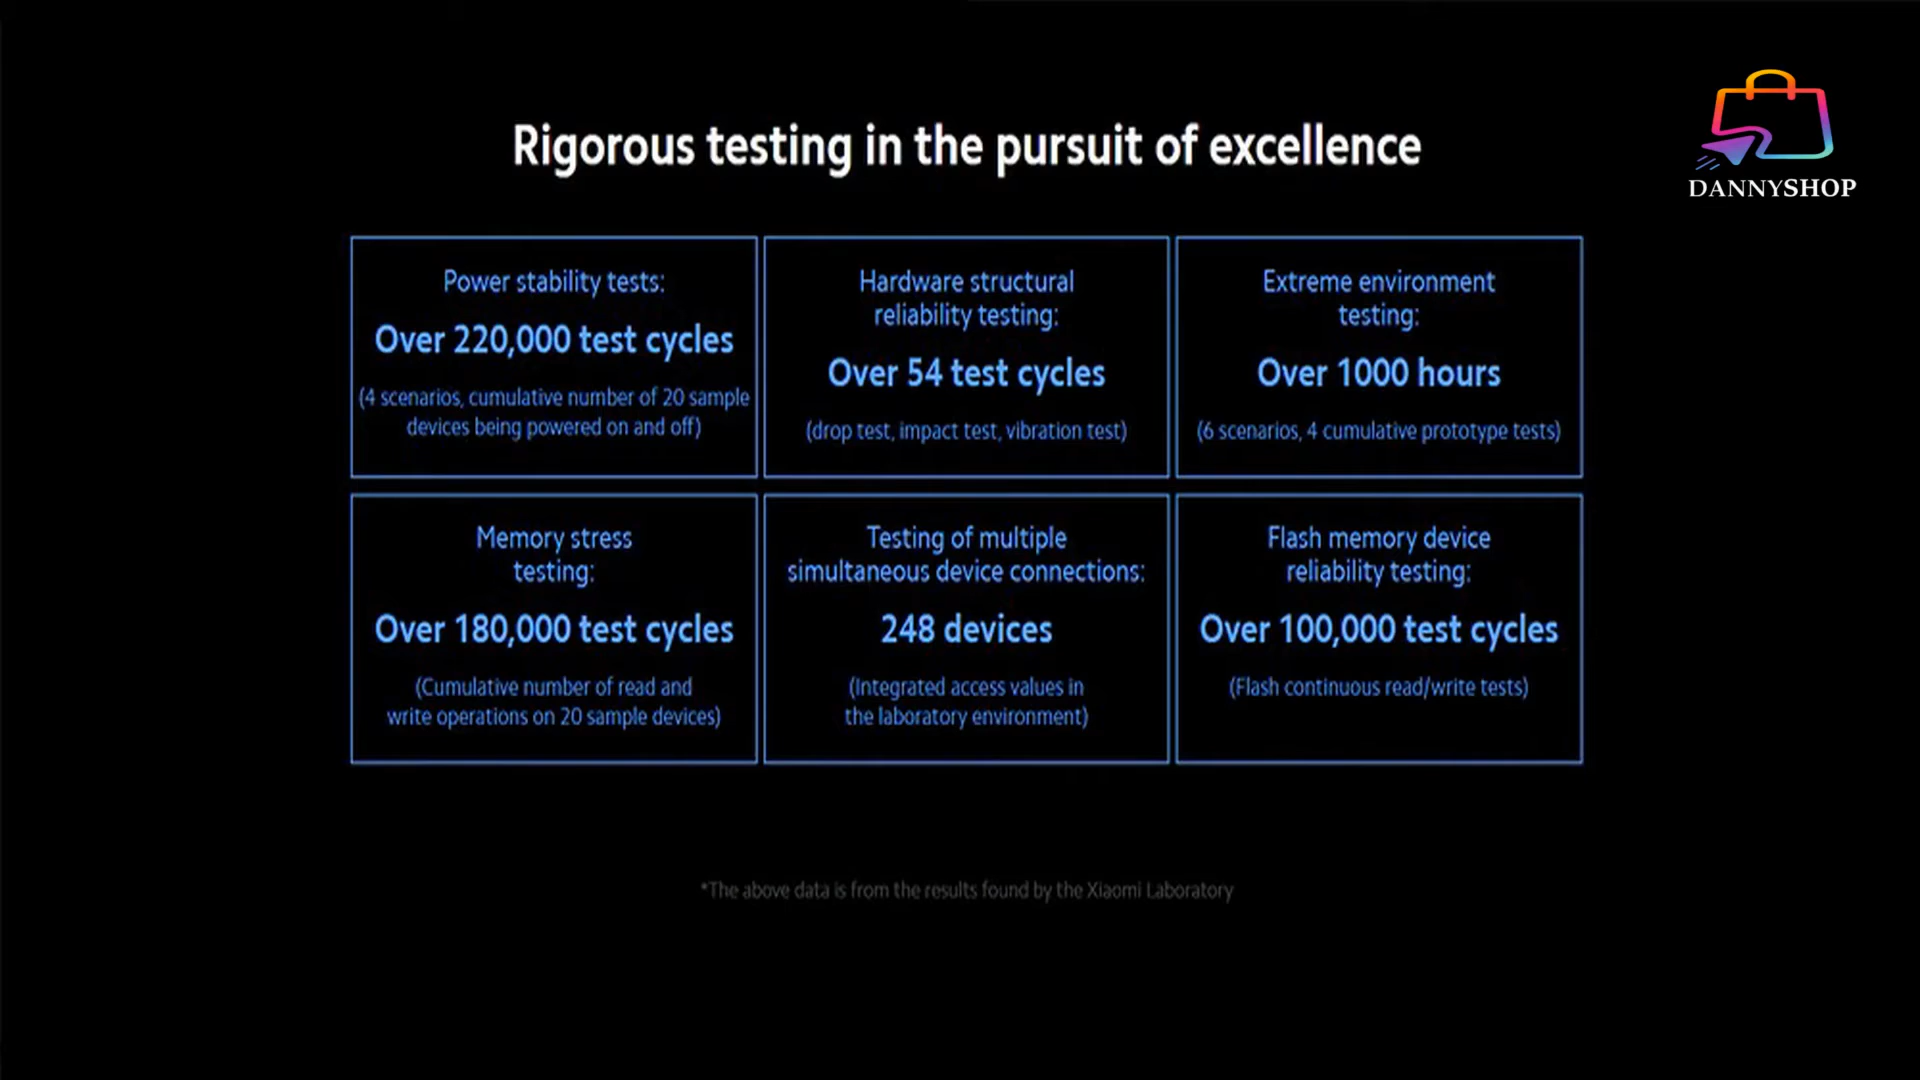 Rigorous testing in the pursuit of excellence
DANNYSHOP
Power stability tests:
Over 220,000 test cycles
(4 scenarios, cumulative number of 20 sample
devices being powered on and off)
Hardware structural
reliability testing:
Over 54 test cycles
(drop test, impact test, vibration test)
Extreme environment
testing:
Over 1000 hours
(6 scenarios, 4 cumulative prototype tests)
Memory stress
testing:
Over 180,000 test cycles
(Cumulative number of read and
write operations on 20 sample devices)
Testing of multiple
simultaneous device connections:
248 devices
(Integrated access values in
the laboratory environment)
Flash memory device
reliability testing:
Over 100,000 test cycles
(Flash continuous read/write tests)
*The above data is from the results found by the Xiaomi Laboratory